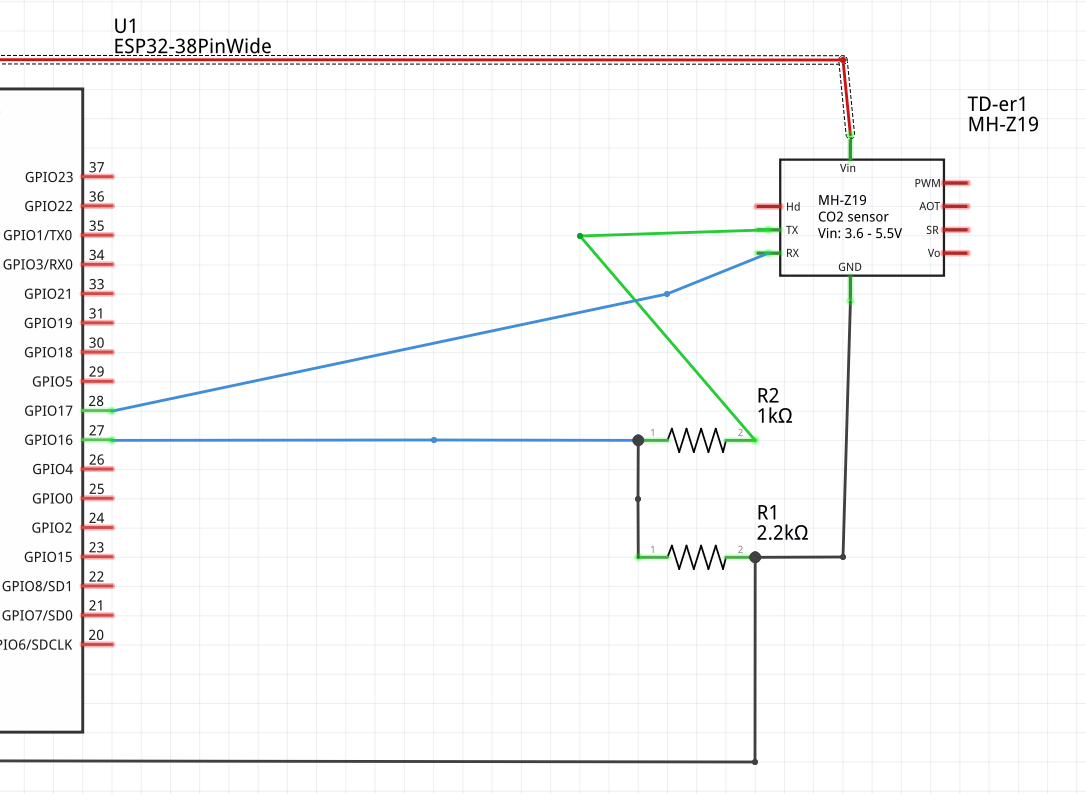 U1
ESP32-38PinWide
TD-er1
MH-Z19
GPIO23 37
GPIO22 36
GPIO1/TX0 35
GPIO3/RX0 34
GPIO21 33
GPIO19 31
GPIO18 30
GPIO5 29
GPIO17 28
GPIO16 27
GPIO4 26
GPIO0 25
GPIO2 24
GPIO15 23
GPIO8/SD1 22
GPIO7/SD0 21
PIO6/SDCLK 20
Vin
PWM
Hd
MH-Z19
AOT
CO2 sensor
TX
Vin: 3.6 - 5.5V
SR
RX
Vo
GND
R2
1kΩ
1
2
R1
2.2kΩ
1
2